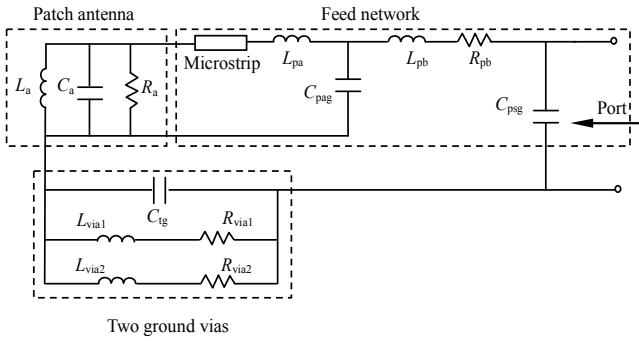 Patch antenna
Feed network
Microstrip
Lpa
Lpb
Rpb
La
Ca
Ra
Cpag
Cpsg
Port
Ctg
Lvia1
Rvia1
Lvia2
Rvia2
Two ground vias